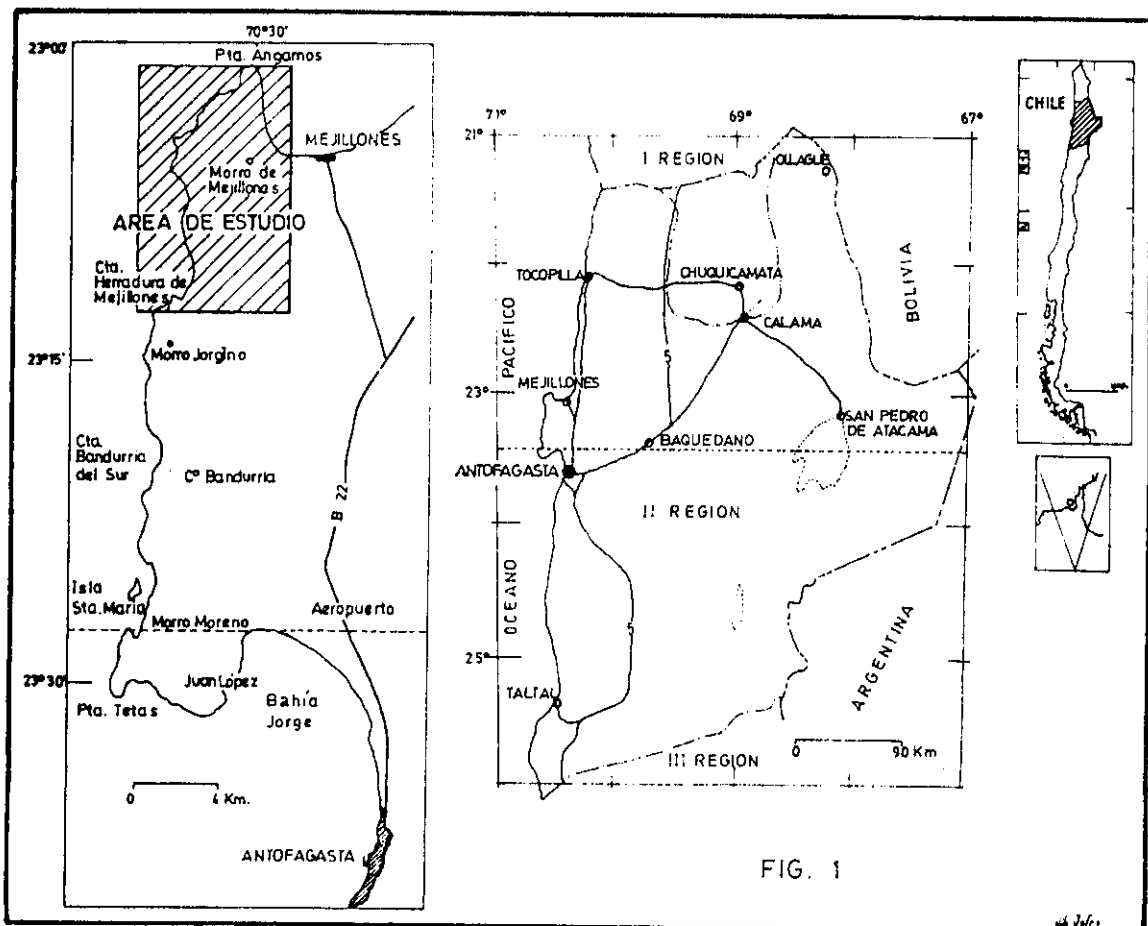 70°30'
23°00'
Pta. Angamos
MEJILLONES
Morro de
Mejillones
AREA DE ESTUDIO
Cta.
Herradura de
Mejillones
Morro Jorgino
23°15'
Cta.
Bandurria
del Sur
C° Bandurria
B 22
Isla
Sta. Maria
Aeropuerto
Morro Moreno
23°30'
Juan López
Pta. Tetas
Bahía
Jorge
0 4 Km.
ANTOFAGASTA
71°
69°
67°
21°
I REGION
OLLAGUE
TOCOPILLA
CHUQUICAMATA
CALAMA
BOLIVIA
PACIFICO
5
MEJILLONES
23°
SAN PEDRO
DE ATACAMA
BAQUEDANO
ANTOFAGASTA
II REGION
OCEANO
5
25°
TALTAL
ARGENTINA
0 90 Km
III REGION
CHILE
FIG. 1